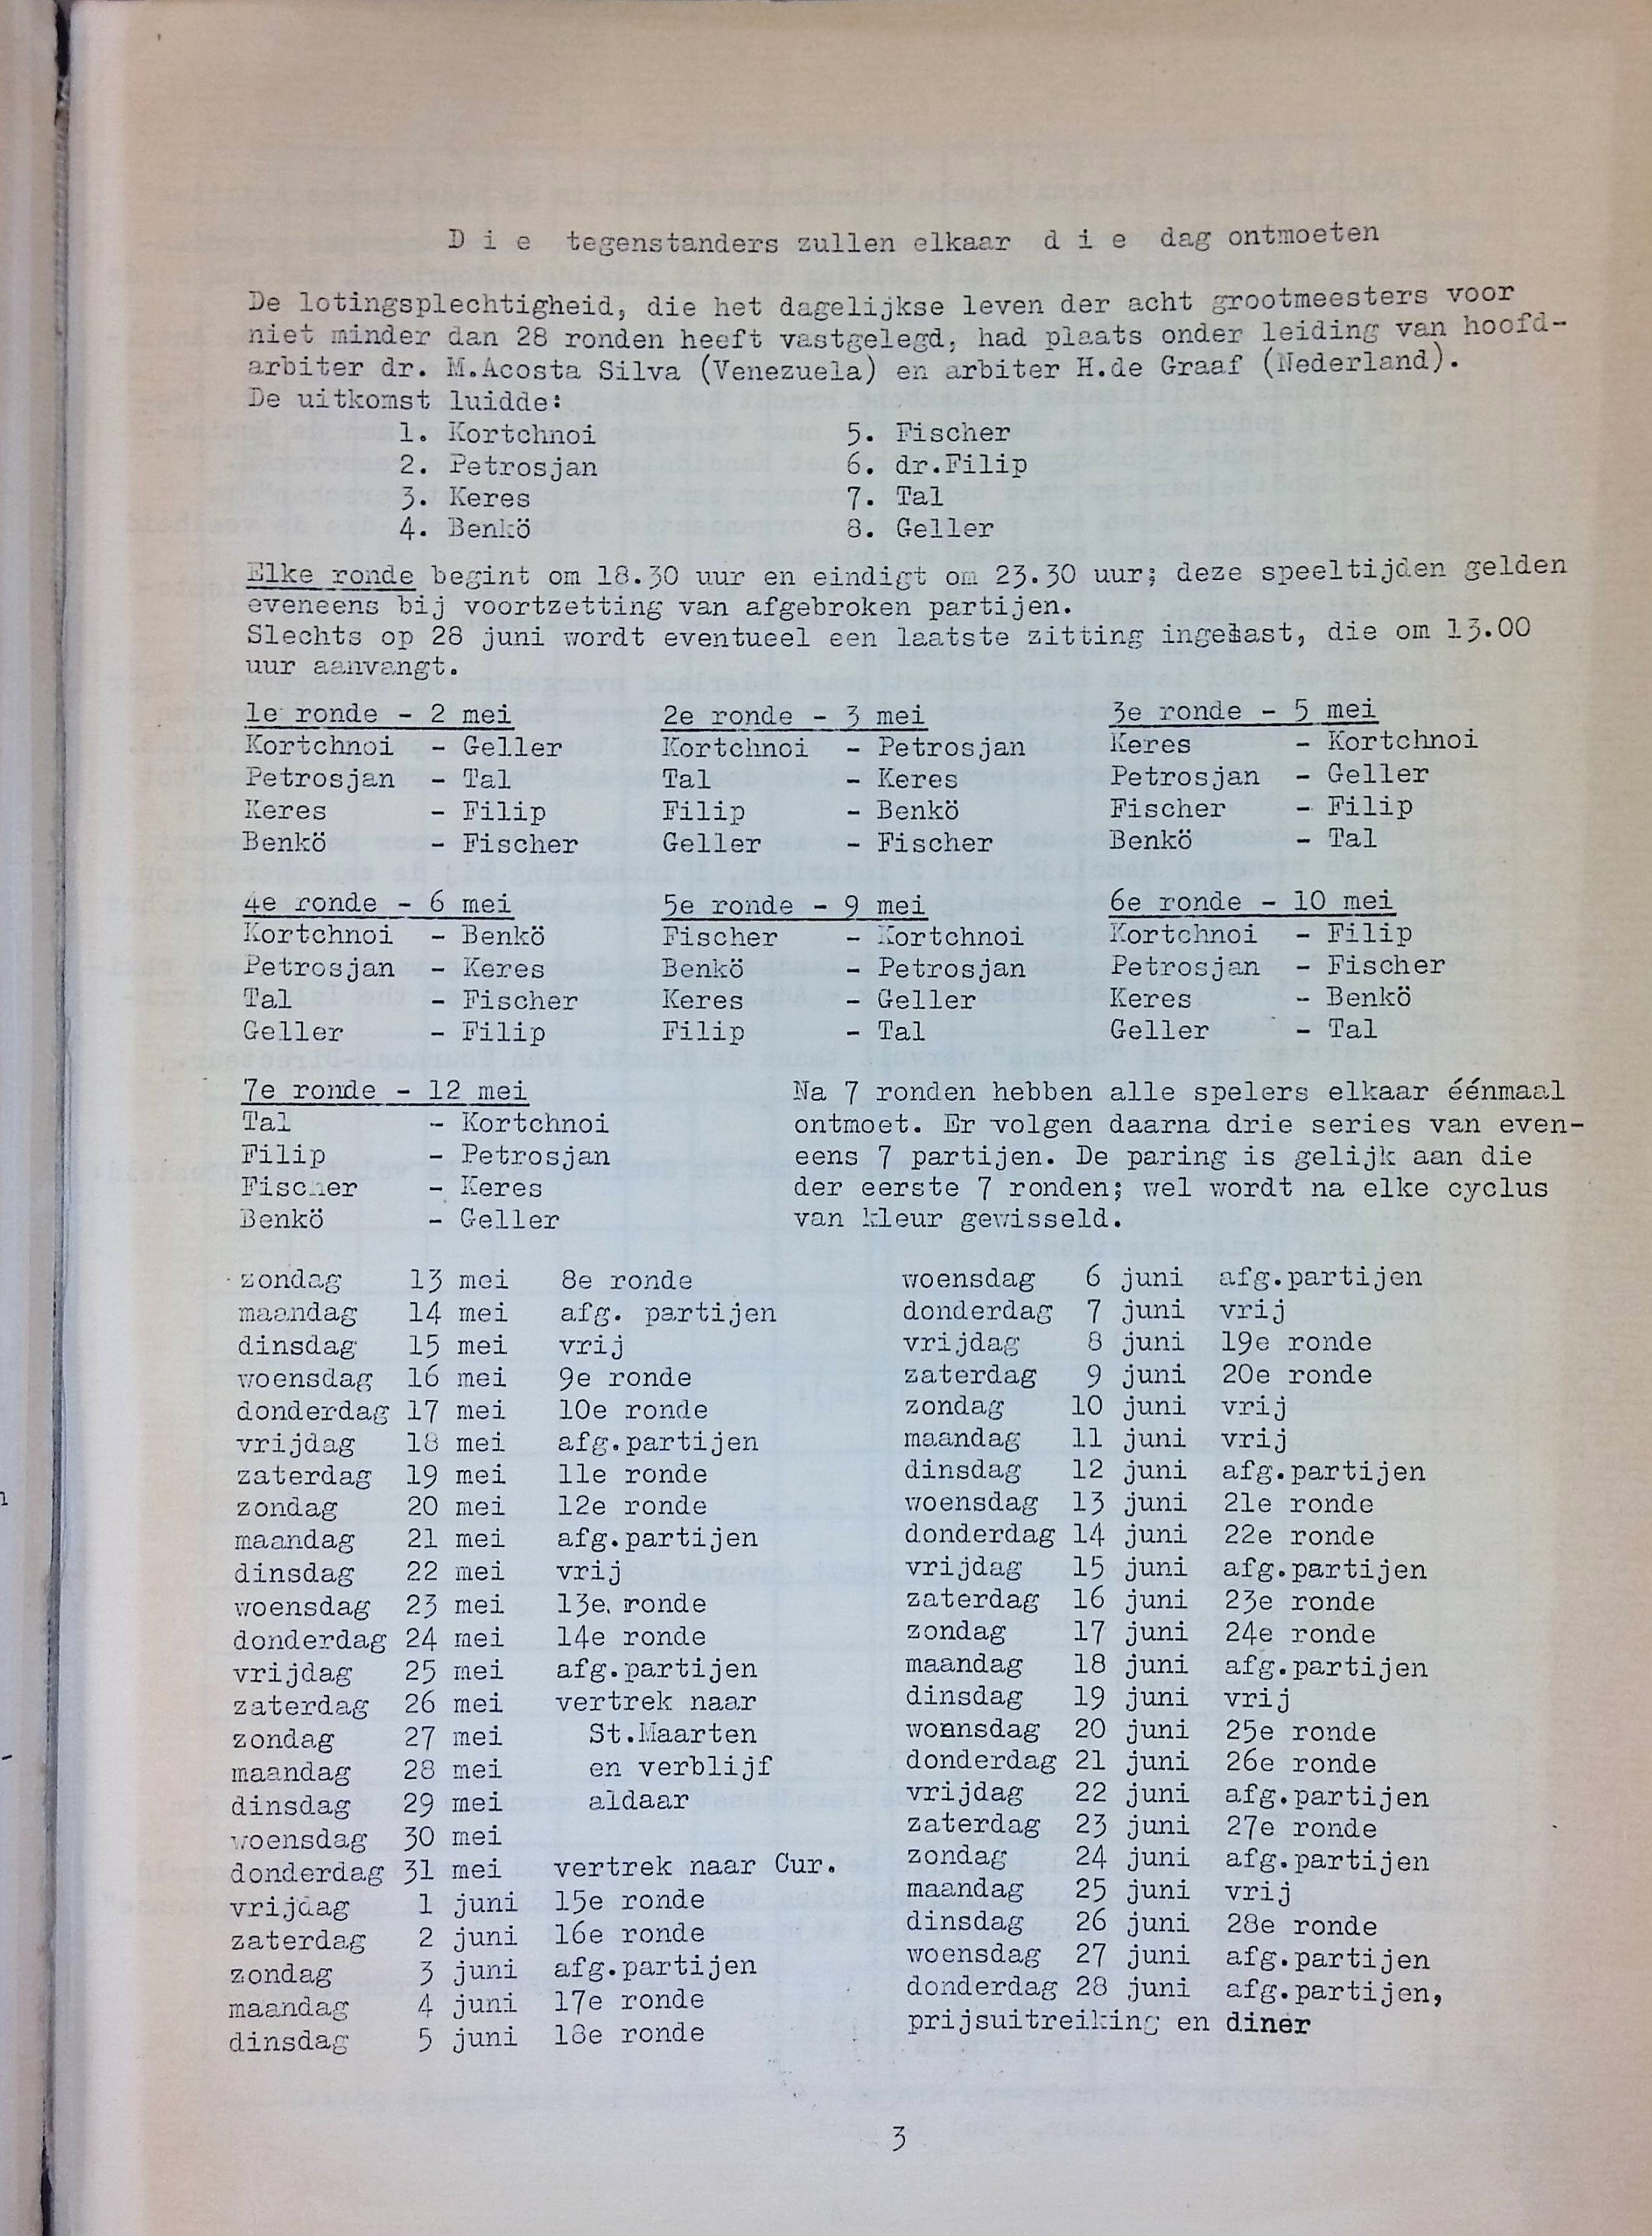 D i e tegenstanders zullen elkaar d i e dag ontmoeten
De lotingsplechtigheid, die het dagelijkse leven der acht grootmeesters voor
niet minder dan 28 ronden heeft vastgelegd, had plaats onder leiding van hoofd-
arbiter dr. M.Acosta Silva (Venezuela) en arbiter H.de Graaf (Nederland).
De uitkomst luidde:
1. Kortchnoi 5. Fischer
2. Petrosjan 6. dr.Filip
3. Keres 7. Tal
4. Benkö 8. Geller
Elke ronde begint om 18.30 uur en eindigt om 23.30 uur; deze speeltijden gelden
eveneens bij voortzetting van afgebroken partijen.
Slechts op 28 juni wordt eventueel een laatste zitting ingelast, die om 13.00
uur aanvangt.
1e ronde - 2 mei 2e ronde - 3 mei 3e ronde - 5 mei
Kortchnoi - Geller Kortchnoi - Petrosjan Keres - Kortchnoi
Petrosjan - Tal Tal - Keres Petrosjan - Geller
Keres - Filip Filip - Benkö Fischer - Filip
Benkö - Fischer Geller - Fischer Benkö - Tal
4e ronde - 6 mei 5e ronde - 9 mei 6e ronde - 10 mei
Kortchnoi - Benkö Fischer - Kortchnoi Kortchnoi - Filip
Petrosjan - Keres Benkö - Petrosjan Petrosjan - Fischer
Tal - Fischer Keres - Geller Keres - Benkö
Geller - Filip Filip - Tal Geller - Tal
7e ronde - 12 mei
Tal - Kortchnoi
Filip - Petrosjan
Fischer - Keres
Benkö - Geller
Na 7 ronden hebben alle spelers elkaar éénmaal
ontmoet. Er volgen daarna drie series van even-
eens 7 partijen. De paring is gelijk aan die
der eerste 7 ronden; wel wordt na elke cyclus
van kleur gewisseld.
zondag 13 mei 8e ronde
maandag 14 mei afg. partijen
dinsdag 15 mei vrij
woensdag 16 mei 9e ronde
donderdag 17 mei 10e ronde
vrijdag 18 mei afg.partijen
zaterdag 19 mei 11e ronde
zondag 20 mei 12e ronde
maandag 21 mei afg.partijen
dinsdag 22 mei vrij
woensdag 23 mei 13e. ronde
donderdag 24 mei 14e ronde
vrijdag 25 mei afg.partijen
zaterdag 26 mei vertrek naar
zondag 27 mei St.Maarten
maandag 28 mei en verblijf
dinsdag 29 mei aldaar
woensdag 30 mei
donderdag 31 mei vertrek naar Cur.
vrijdag 1 juni 15e ronde
zaterdag 2 juni 16e ronde
zondag 3 juni afg.partijen
maandag 4 juni 17e ronde
dinsdag 5 juni 18e ronde
woensdag 6 juni afg.partijen
donderdag 7 juni vrij
vrijdag 8 juni 19e ronde
zaterdag 9 juni 20e ronde
zondag 10 juni vrij
maandag 11 juni vrij
dinsdag 12 juni afg.partijen
woensdag 13 juni 21e ronde
donderdag 14 juni 22e ronde
vrijdag 15 juni afg.partijen
zaterdag 16 juni 23e ronde
zondag 17 juni 24e ronde
maandag 18 juni afg.partijen
dinsdag 19 juni vrij
woensdag 20 juni 25e ronde
donderdag 21 juni 26e ronde
vrijdag 22 juni afg.partijen
zaterdag 23 juni 27e ronde
zondag 24 juni afg.partijen
maandag 25 juni vrij
dinsdag 26 juni 28e ronde
woensdag 27 juni afg.partijen
donderdag 28 juni afg.partijen,
prijsuitreiking en diner
3